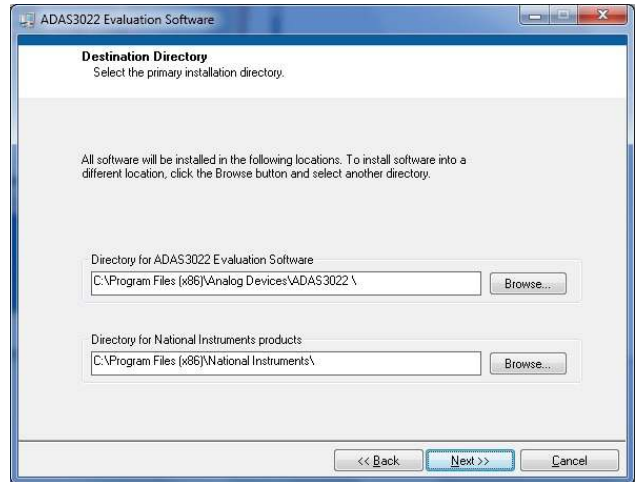 ADAS3022 Evaluation Software
Destination Directory
Select the primary installation directory.
All software will be installed in the following locations. To install software into a
different location, click the Browse button and select another directory.
Directory for ADAS3022 Evaluation Software
C:\Program Files (x86)\Analog Devices\ADAS3022 \
Browse...
Directory for National Instruments products
C:\Program Files (x86)\National Instruments\
Browse...
<< Back
Next >>
Cancel